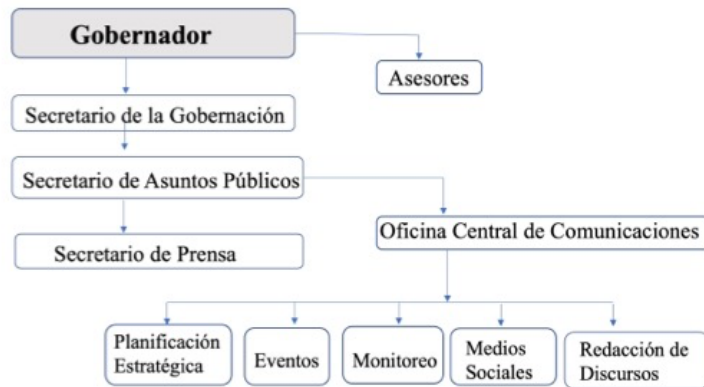 Gobernador
Asesores
Secretario de la Gobernación
Secretario de Asuntos Públicos
Oficina Central de Comunicaciones
Secretario de Prensa
Planificación
Estratégica
Eventos
Monitoreo
Medios
Sociales
Redacción de
Discursos